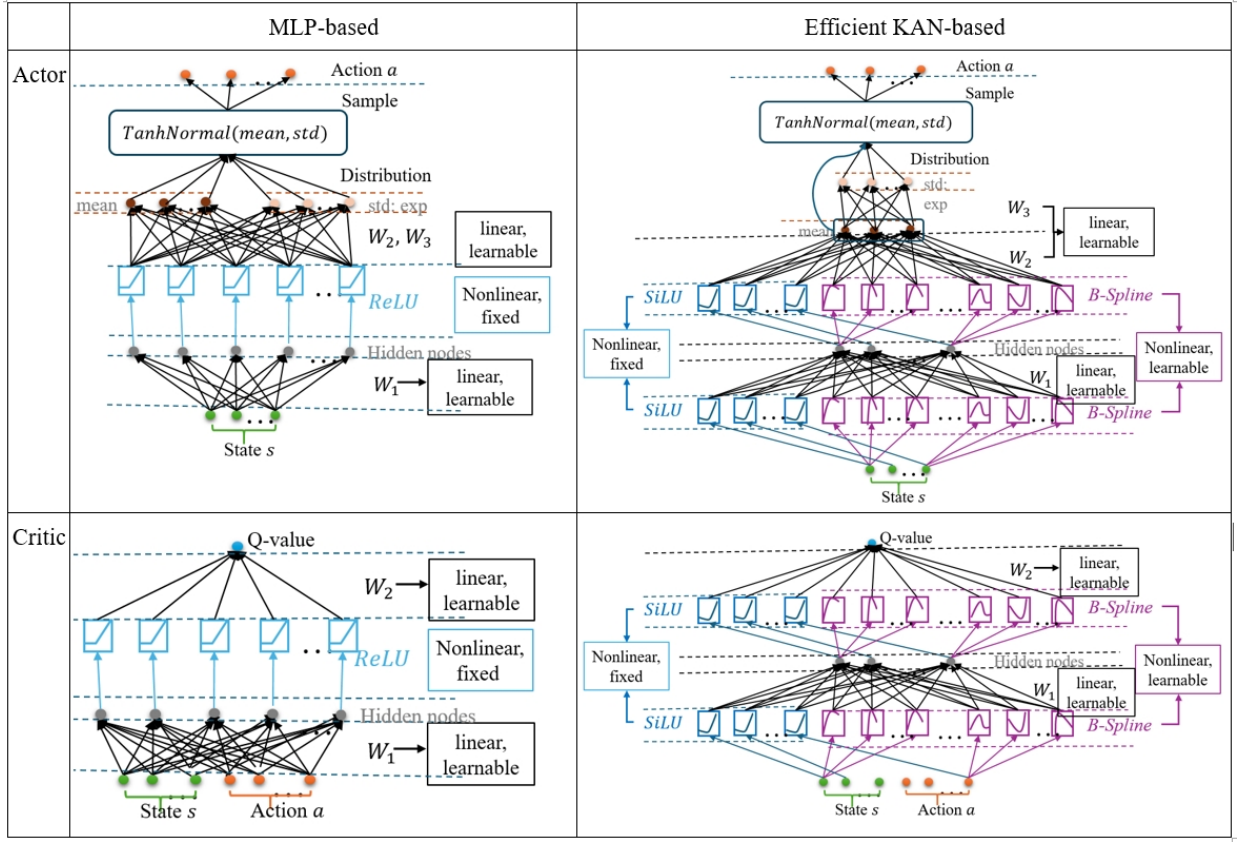 MLP-based
Efficient KAN-based
Actor
Action a
Sample
TanhNormal(mean, std)
Distribution
mean
std: exp
W2, W3
linear,
learnable
ReLU
Nonlinear,
fixed
Hidden nodes
W1
linear,
learnable
State s
Action a
Sample
TanhNormal(mean, std)
Distribution
std:
exp
mean
W3
linear,
learnable
W2
SiLU
B-Spline
Nonlinear,
fixed
Hidden nodes
Nonlinear,
learnable
W1
linear,
learnable
SiLU
B-Spline
State s
Critic
Q-value
W2
linear,
learnable
ReLU
Nonlinear,
fixed
Hidden nodes
W1
linear,
learnable
State s
Action a
Q-value
W2
linear,
learnable
SiLU
B-Spline
Nonlinear,
fixed
Hidden nodes
Nonlinear,
learnable
W1
linear,
learnable
SiLU
B-Spline
State s
Action a